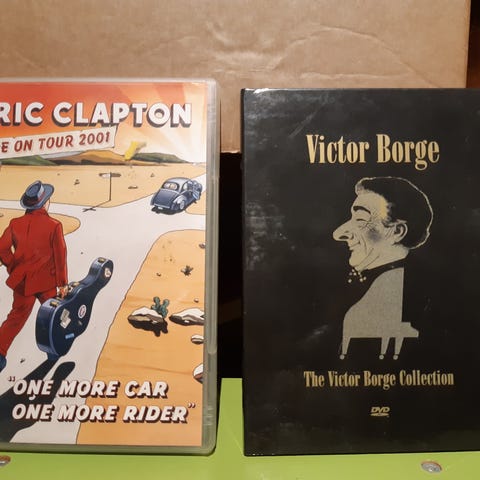 RIC CLAPTON
E ON TOUR 2001
"ONE MORE CAR
ONE MORE RIDER"
Victor Borge
The Victor Borge Collection
DVD